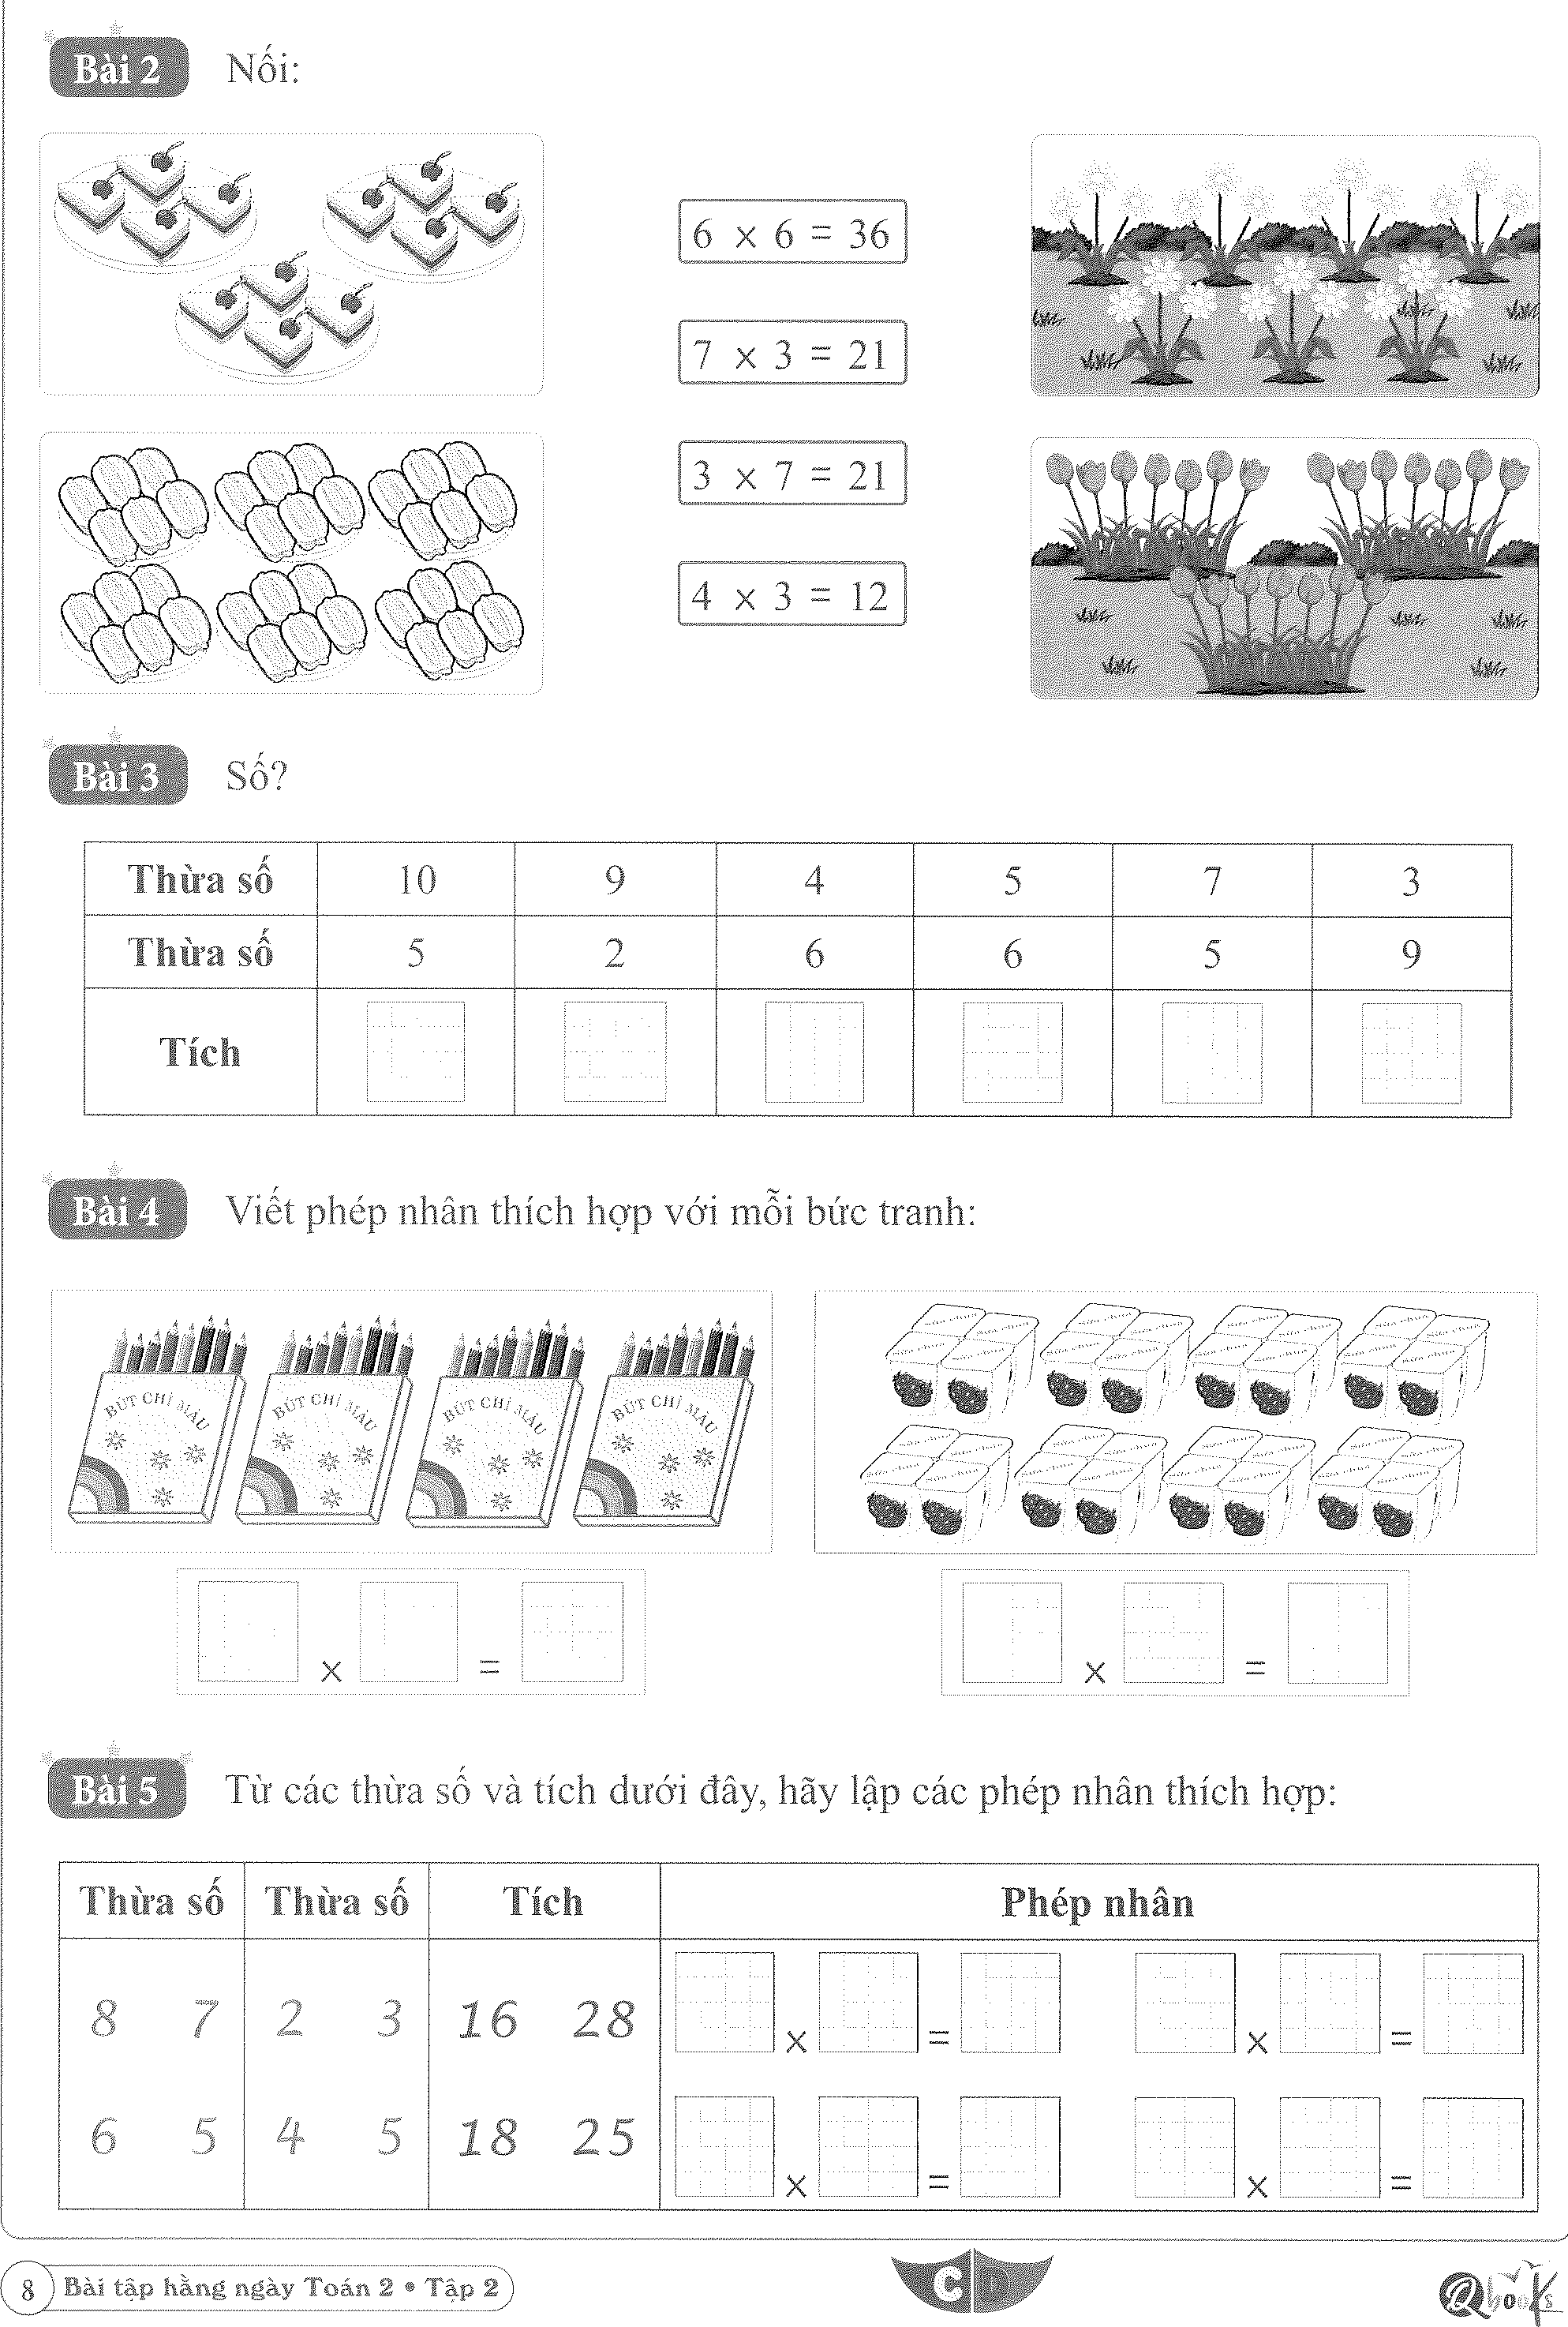 Bài 2 Nối:
6 × 6 = 36
7 × 3 = 21
3 × 7 = 21
4 × 3 = 12
Bài 3 Số?
Thừa số 10 9 4 5 7 3
Thừa số 5 2 6 6 5 9
Tích
Bài 4 Viết phép nhân thích hợp với mỗi bức tranh:
BÚT CHÌ MÀU BÚT CHÌ MÀU BÚT CHÌ MÀU BÚT CHÌ MÀU
× = × =
Bài 5 Từ các thừa số và tích dưới đây, hãy lập các phép nhân thích hợp:
Thừa số Thừa số Tích Phép nhân
8 7 2 3 16 28 × = × =
6 5 4 5 18 25 × = × =
8 Bài tập hằng ngày Toán 2 • Tập 2 C D Qbooks